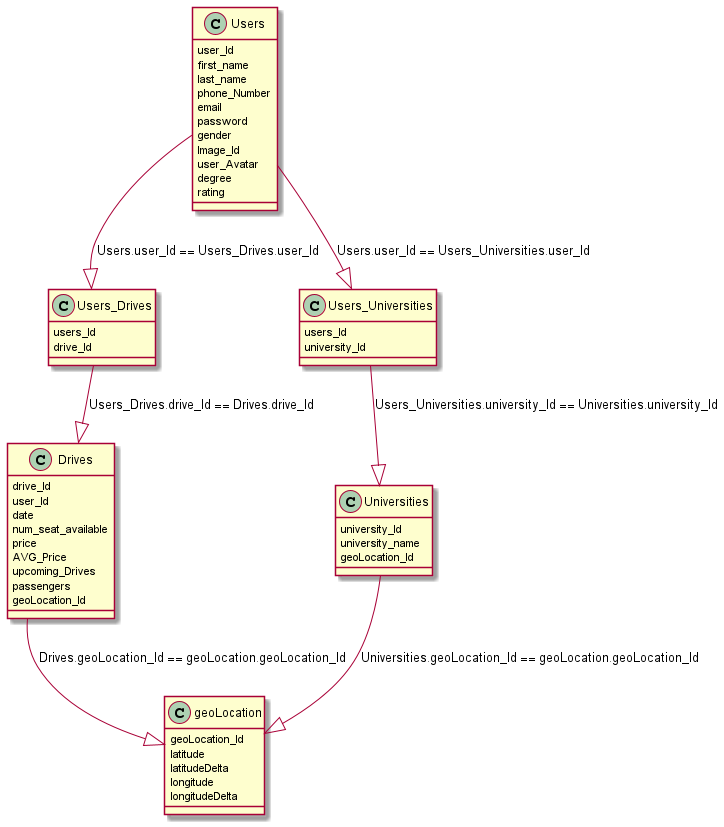 C Users
user_Id
first_name
last_name
phone_Number
email
password
gender
Image_Id
user_Avatar
degree
rating
Users.user_Id == Users_Drives.user_Id
Users.user_Id == Users_Universities.user_Id
C Users_Drives
users_Id
drive_Id
C Users_Universities
users_Id
university_Id
Users_Drives.drive_Id == Drives.drive_Id
Users_Universities.university_Id == Universities.university_Id
C Drives
drive_Id
user_Id
date
num_seat_available
price
AVG_Price
upcoming_Drives
passengers
geoLocation_Id
C Universities
university_Id
university_name
geoLocation_Id
Drives.geoLocation_Id == geoLocation.geoLocation_Id
Universities.geoLocation_Id == geoLocation.geoLocation_Id
C geoLocation
geoLocation_Id
latitude
latitudeDelta
longitude
longitudeDelta